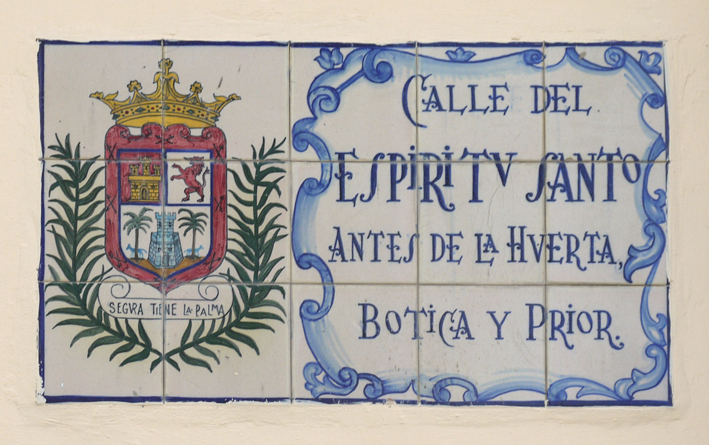 SEGVRA TIENE LA PALMA
CALLE DEL
ESPIRITV SANTO
ANTES DE LA HVERTA,
BOTICA Y PRIOR.